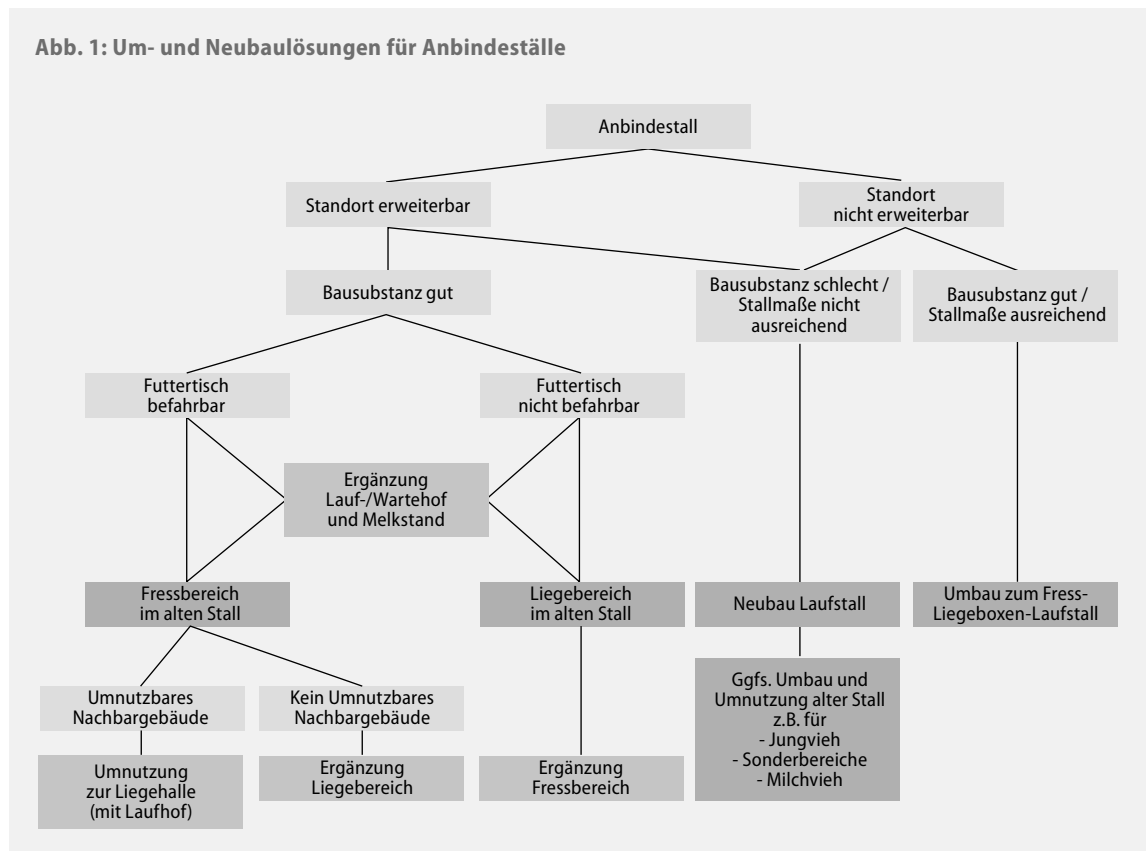 Abb. 1: Um- und Neubaulösungen für Anbindeställe
Anbindestall
Standort erweiterbar
Standort
nicht erweiterbar
Bausubstanz gut
Bausubstanz schlecht /
Stallmaße nicht
ausreichend
Bausubstanz gut /
Stallmaße ausreichend
Futtertisch
befahrbar
Futtertisch
nicht befahrbar
Ergänzung
Lauf-/Wartehof
und Melkstand
Fressbereich
im alten Stall
Liegebereich
im alten Stall
Neubau Laufstall
Umbau zum Fress-
Liegeboxen-Laufstall
Umnutzbares
Nachbargebäude
Kein Umnutzbares
Nachbargebäude
Ggfs. Umbau und
Umnutzung alter Stall
z.B. für
- Jungvieh
- Sonderbereiche
- Milchvieh
Umnutzung
zur Liegehalle
(mit Laufhof)
Ergänzung
Liegebereich
Ergänzung
Fressbereich